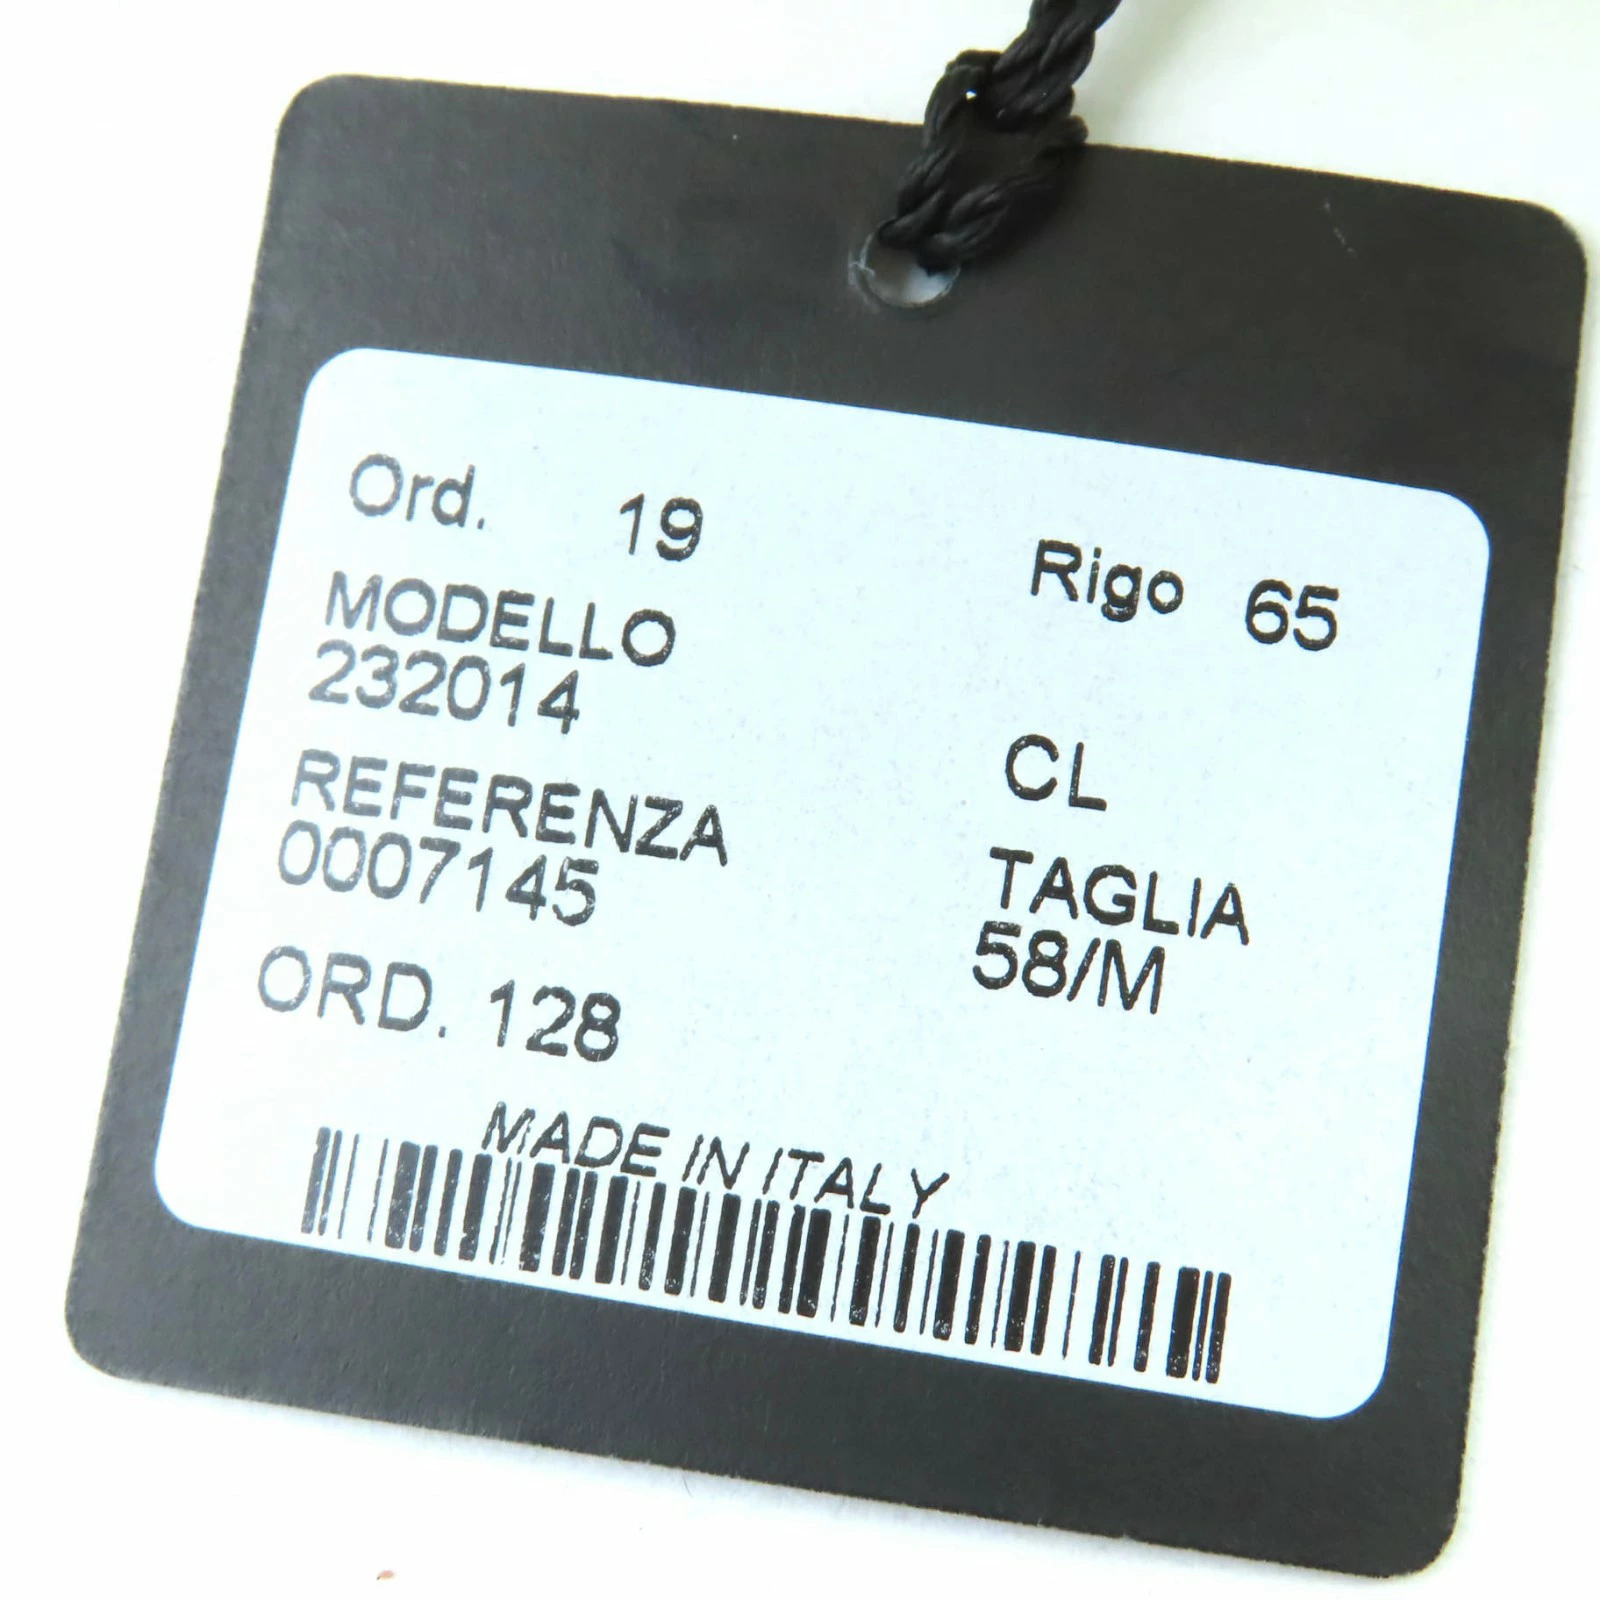 Ord. 19 Rigo 65
MODELLO
232014
CL
REFERENZA
0007145
TAGLIA
58/M
ORD. 128
MADE IN ITALY